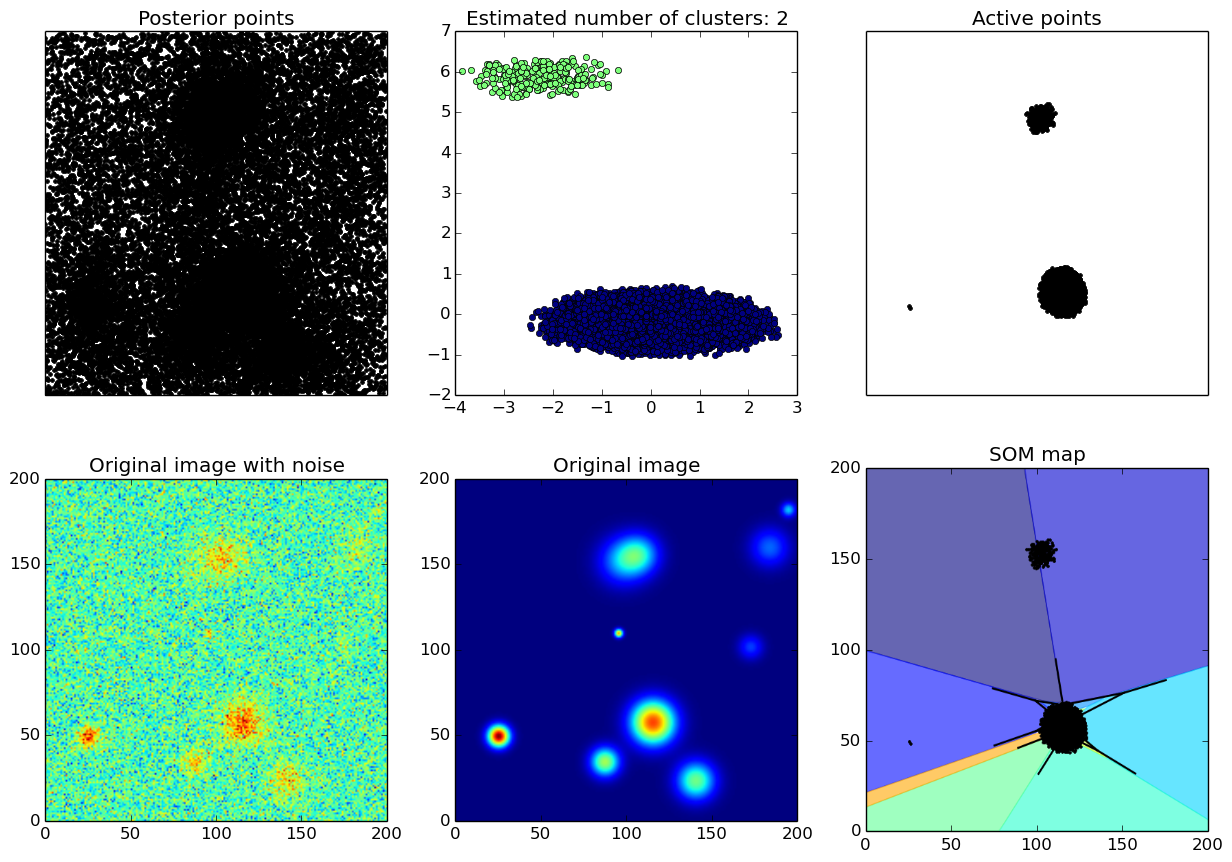 Posterior points
Estimated number of clusters: 2
Active points
7
6
5
4
3
2
1
0
−1
−2
−4 −3 −2 −1 0 1 2 3
Original image with noise
Original image
SOM map
200
150
100
50
0
0 50 100 150 200
200
150
100
50
0
0 50 100 150 200
200
150
100
50
0
0 50 100 150 200